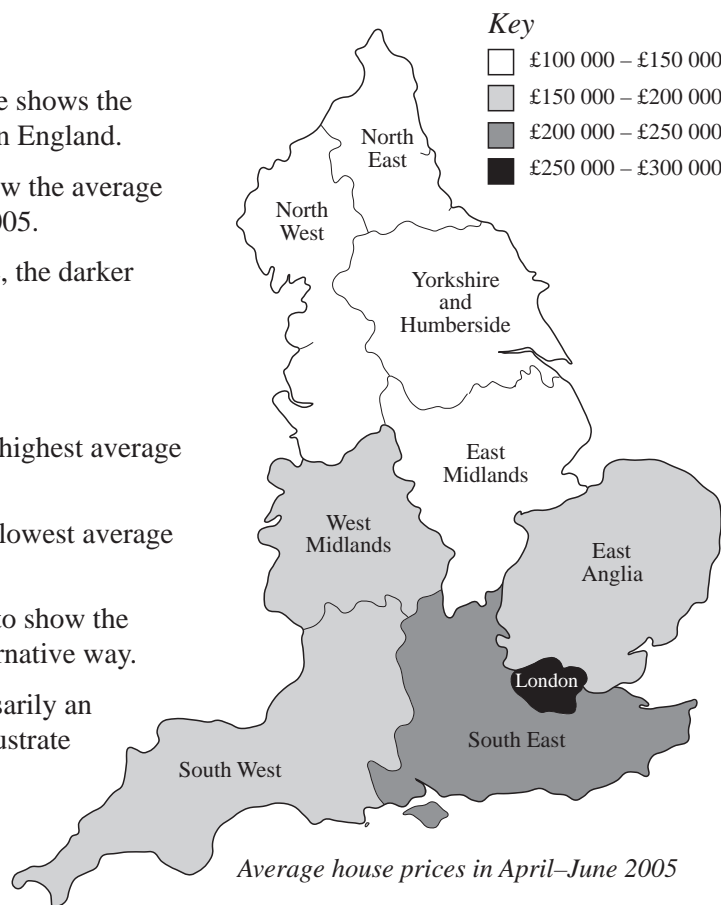 e shows the
n England.
w the average
005.
, the darker
highest average
lowest average
to show the
rnative way.
sarily an
ustrate
Key
£100 000 – £150 000
£150 000 – £200 000
£200 000 – £250 000
£250 000 – £300 000
North
East
North
West
Yorkshire
and
Humberside
East
Midlands
West
Midlands
East
Anglia
London
South East
South West
Average house prices in April–June 2005